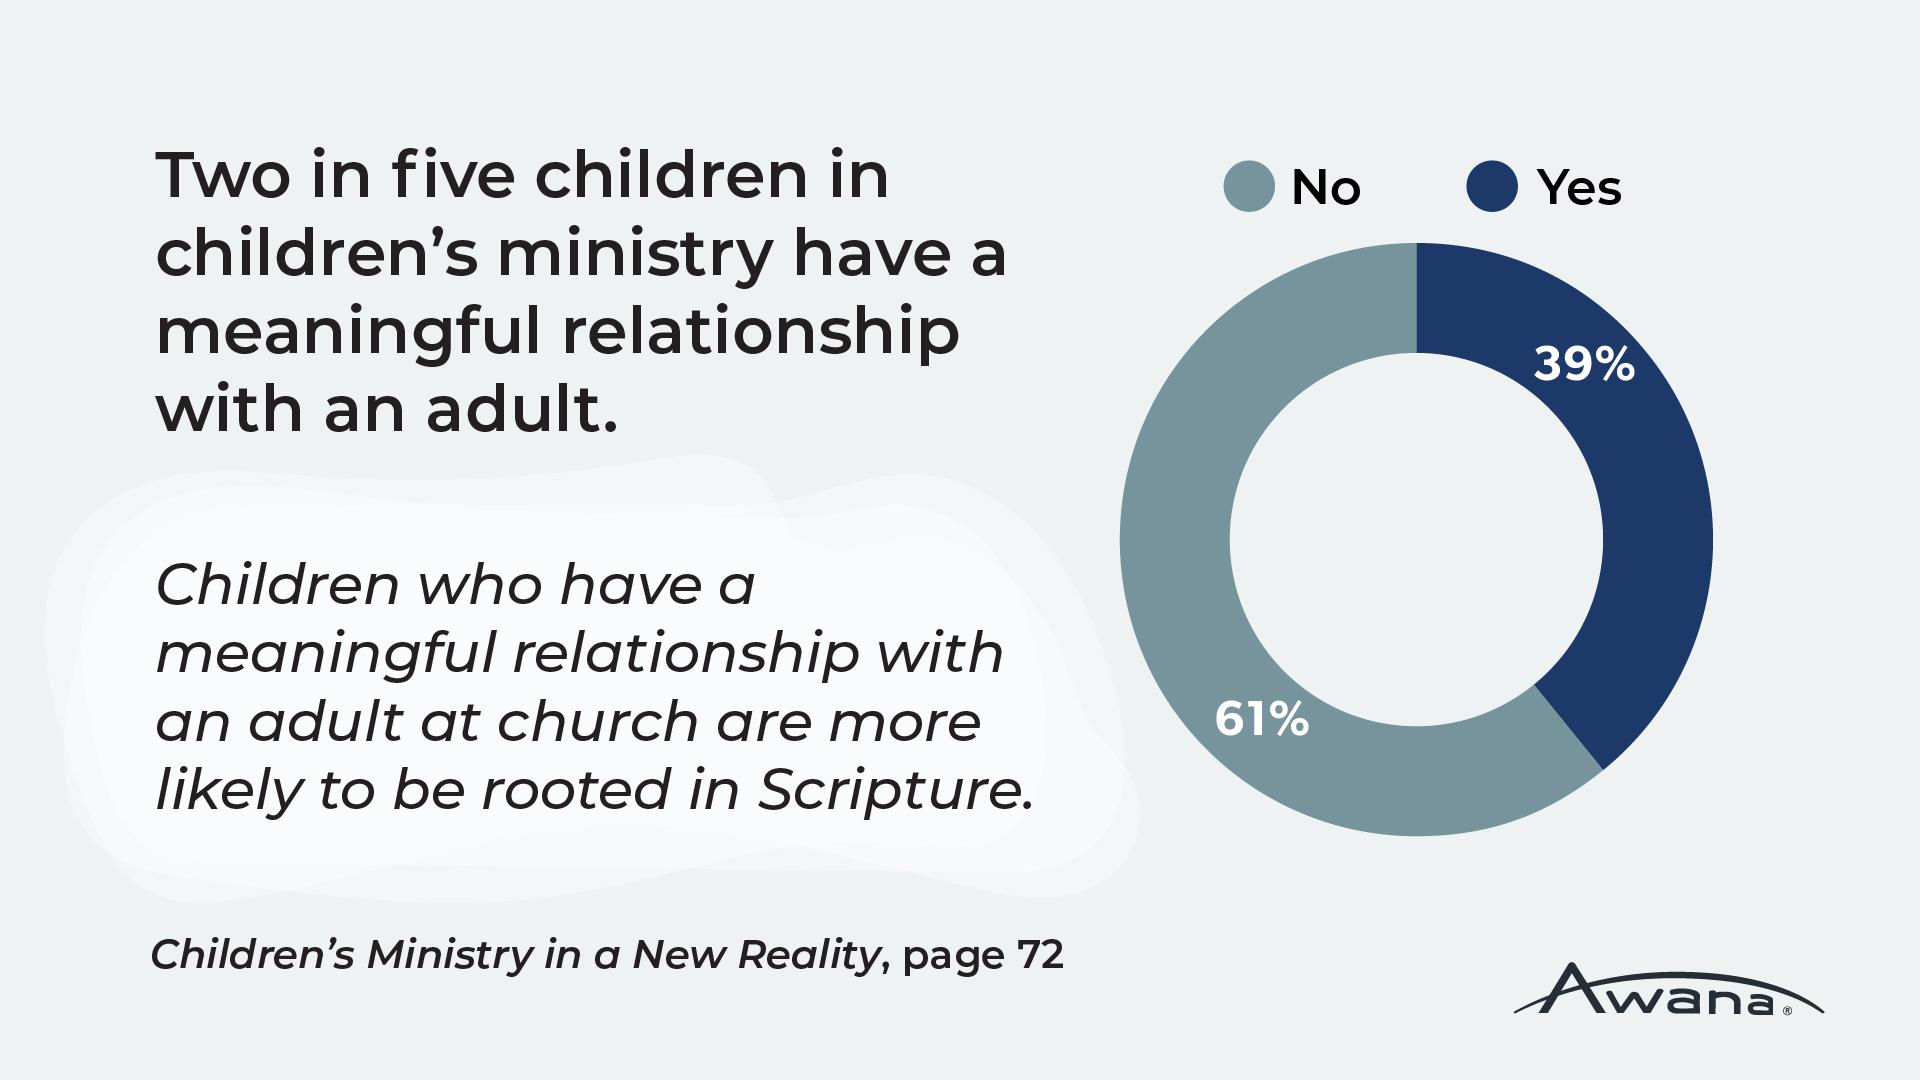 Two in five children in
children’s ministry have a
meaningful relationship
with an adult.
Children who have a
meaningful relationship with
an adult at church are more
likely to be rooted in Scripture.
Children’s Ministry in a New Reality, page 72
No
Yes
39%
61%
Awana®